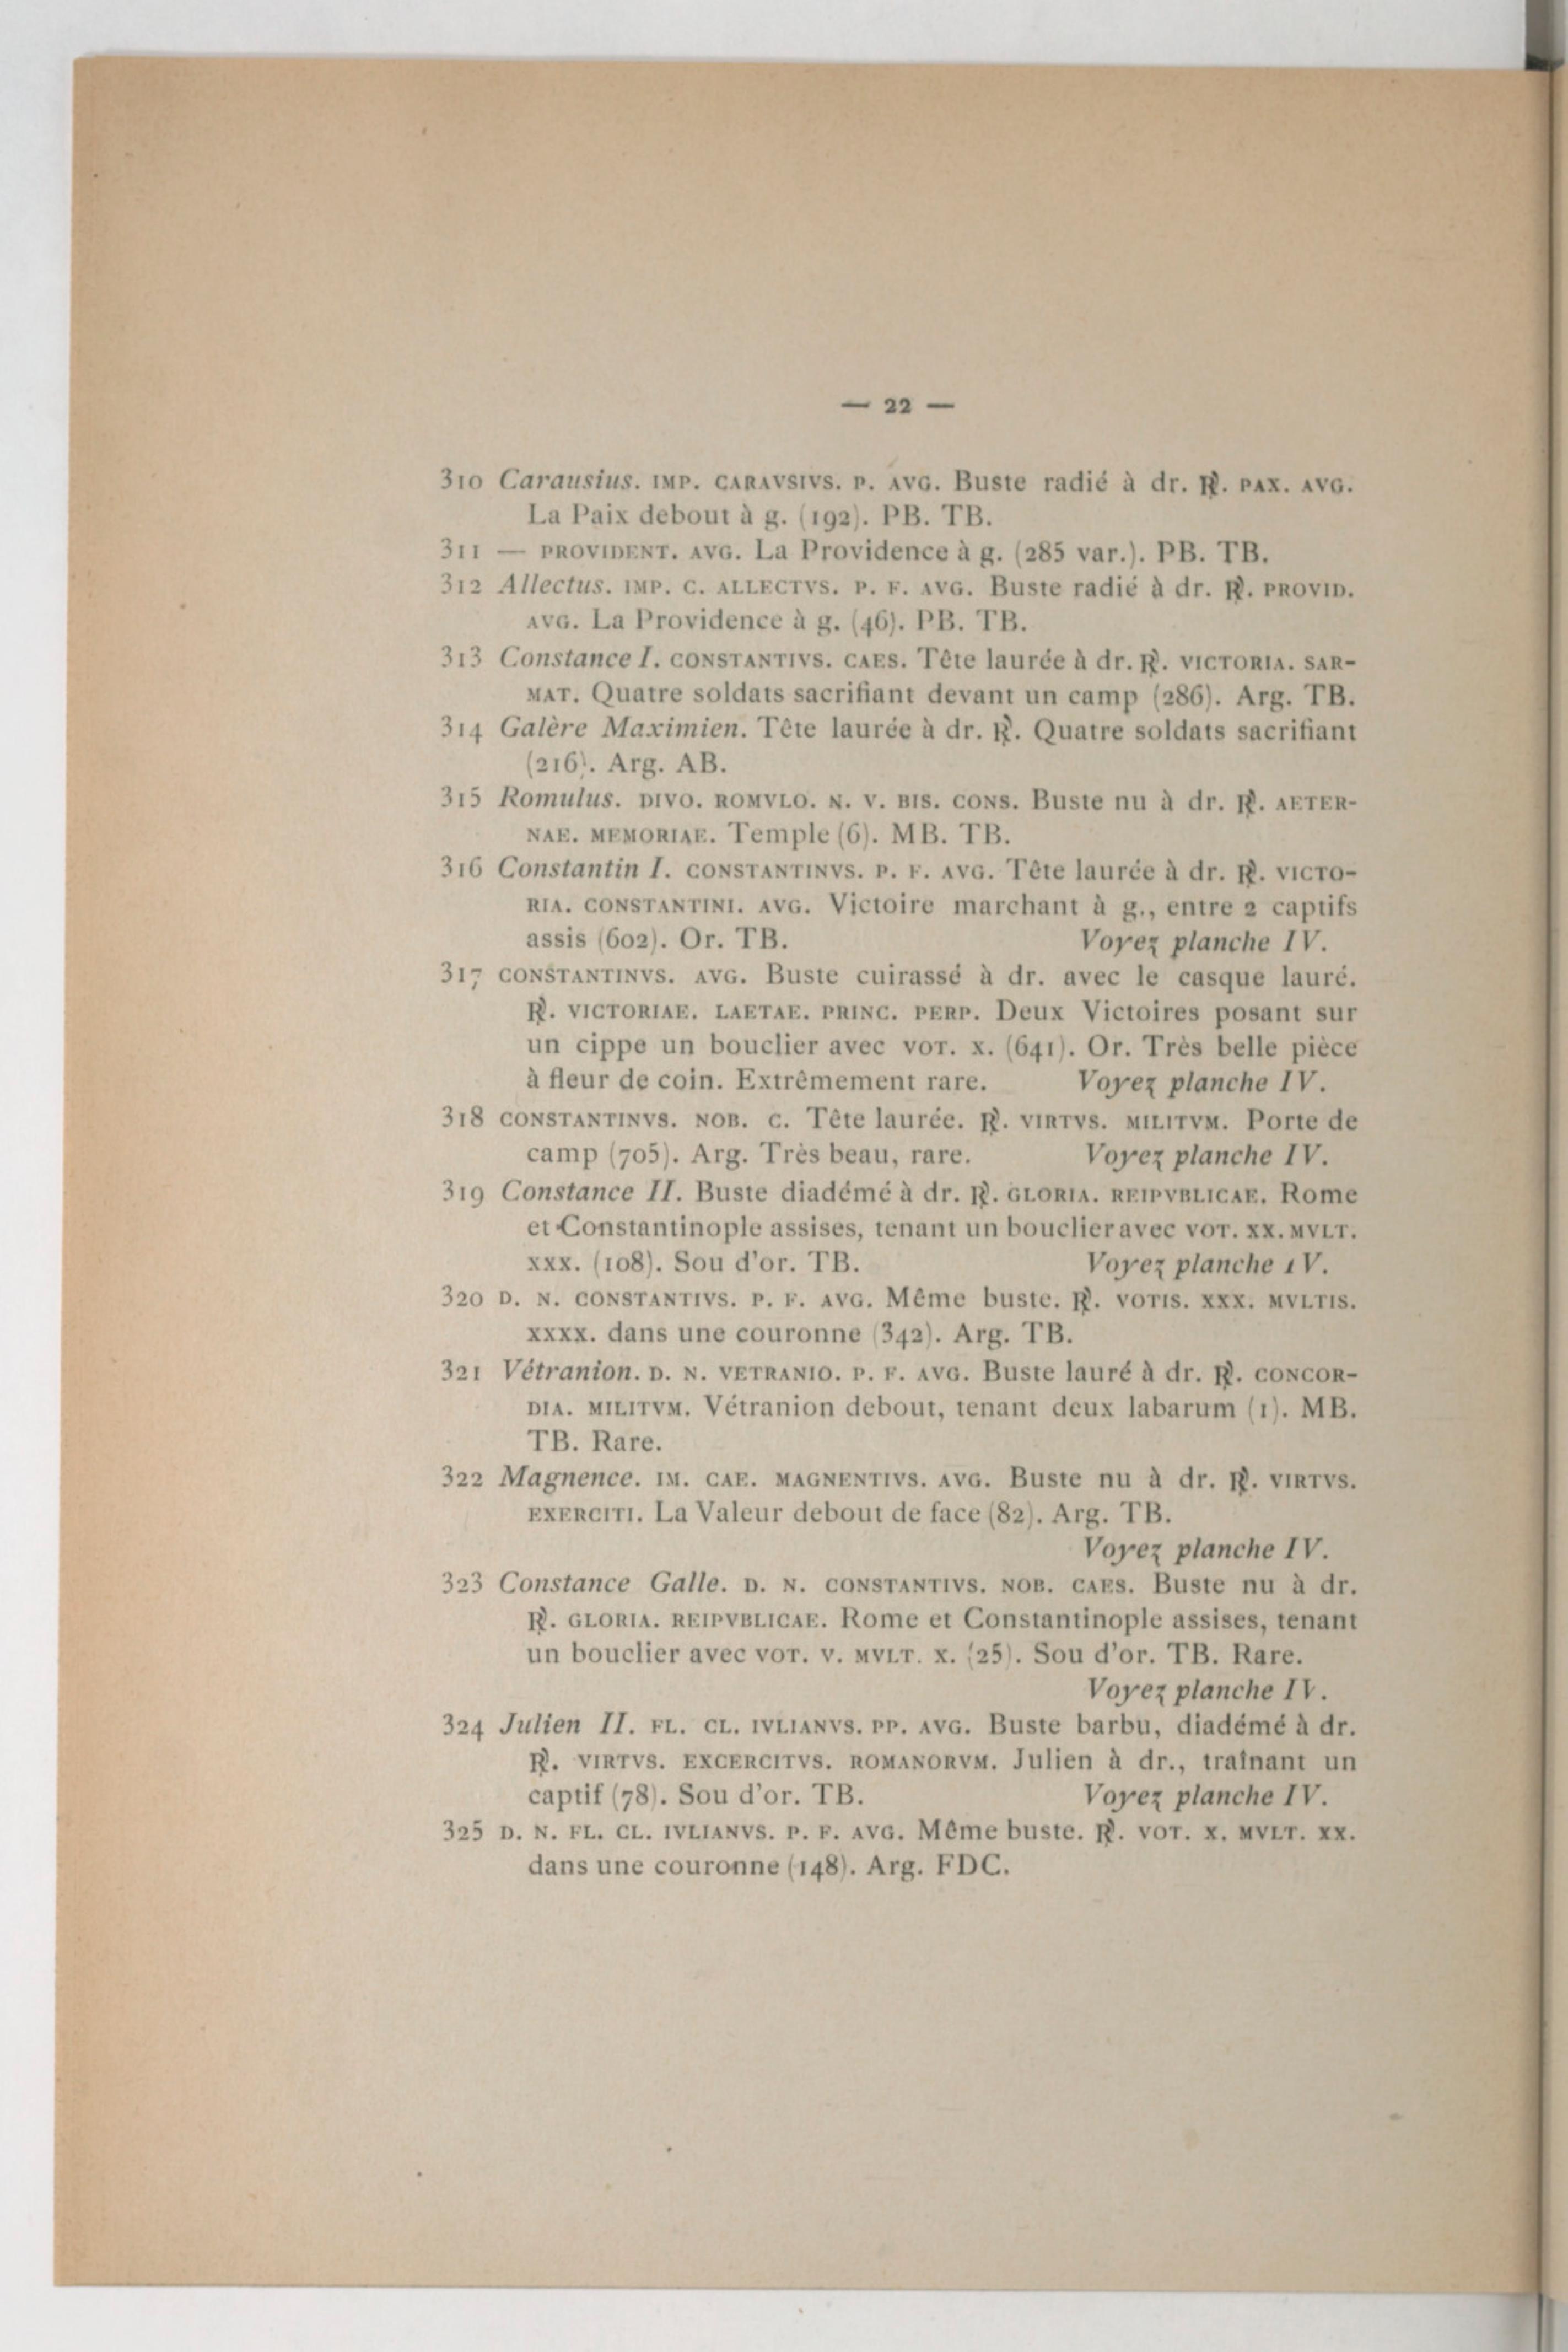 — 22 —
310 Carausius. IMP. CARAVSIVS. P. AVG. Buste radié à dr. ℟. PAX. AVG.
La Paix debout à g. (192). PB. TB.
311 — PROVIDENT. AVG. La Providence à g. (285 var.). PB. TB.
312 Allectus. IMP. C. ALLECTVS. P. F. AVG. Buste radié à dr. ℟. PROVID.
AVG. La Providence à g. (46). PB. TB.
313 Constance I. CONSTANTIVS. CAES. Tête laurée à dr. ℟. VICTORIA. SAR-
MAT. Quatre soldats sacrifiant devant un camp (286). Arg. TB.
314 Galère Maximien. Tête laurée à dr. ℟. Quatre soldats sacrifiant
(216). Arg. AB.
315 Romulus. DIVO. ROMVLO. N. V. BIS. CONS. Buste nu à dr. ℟. AETER-
NAE. MEMORIAE. Temple (6). MB. TB.
316 Constantin I. CONSTANTINVS. P. F. AVG. Tête laurée à dr. ℟. VICTO-
RIA. CONSTANTINI. AVG. Victoire marchant à g., entre 2 captifs
assis (602). Or. TB. Voyez planche IV.
317 CONSTANTINVS. AVG. Buste cuirassé à dr. avec le casque lauré.
℟. VICTORIAE. LAETAE. PRINC. PERP. Deux Victoires posant sur
un cippe un bouclier avec VOT. X. (641). Or. Très belle pièce
à fleur de coin. Extrêmement rare. Voyez planche IV.
318 CONSTANTINVS. NOB. C. Tête laurée. ℟. VIRTVS. MILITVM. Porte de
camp (705). Arg. Très beau, rare. Voyez planche IV.
319 Constance II. Buste diadémé à dr. ℟. GLORIA. REIPVBLICAE. Rome
et Constantinople assises, tenant un bouclier avec VOT. XX. MVLT.
XXX. (108). Sou d'or. TB. Voyez planche IV.
320 D. N. CONSTANTIVS. P. F. AVG. Même buste. ℟. VOTIS. XXX. MVLTIS.
XXXX. dans une couronne (342). Arg. TB.
321 Vétranion. D. N. VETRANIO. P. F. AVG. Buste lauré à dr. ℟. CONCOR-
DIA. MILITVM. Vétranion debout, tenant deux labarum (1). MB.
TB. Rare.
322 Magnence. IM. CAE. MAGNENTIVS. AVG. Buste nu à dr. ℟. VIRTVS.
EXERCITI. La Valeur debout de face (82). Arg. TB.
Voyez planche IV.
323 Constance Galle. D. N. CONSTANTIVS. NOB. CAES. Buste nu à dr.
℟. GLORIA. REIPVBLICAE. Rome et Constantinople assises, tenant
un bouclier avec VOT. V. MVLT. X. (25). Sou d'or. TB. Rare.
Voyez planche IV.
324 Julien II. FL. CL. IVLIANVS. PP. AVG. Buste barbu, diadémé à dr.
℟. VIRTVS. EXCERCITVS. ROMANORVM. Julien à dr., traînant un
captif (78). Sou d'or. TB. Voyez planche IV.
325 D. N. FL. CL. IVLIANVS. P. F. AVG. Même buste. ℟. VOT. X. MVLT. XX.
dans une couronne (148). Arg. FDC.